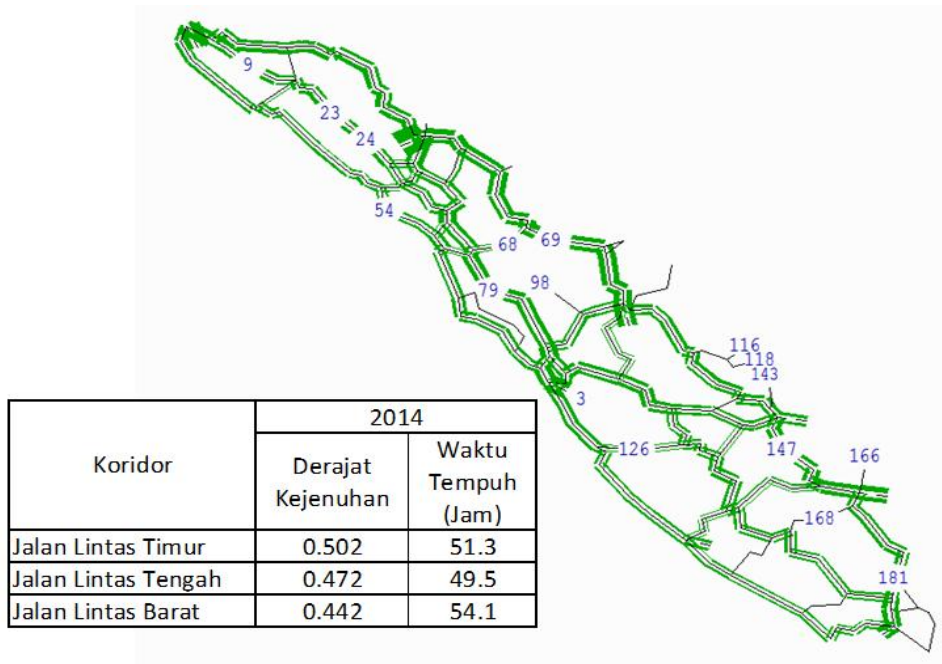 9
23
24
54
68
69
79
98
116
118
143
3
126
147
166
168
181
Koridor
2014
Derajat
Kejenuhan
Waktu
Tempuh
(Jam)
Jalan Lintas Timur 0.502 51.3
Jalan Lintas Tengah 0.472 49.5
Jalan Lintas Barat 0.442 54.1